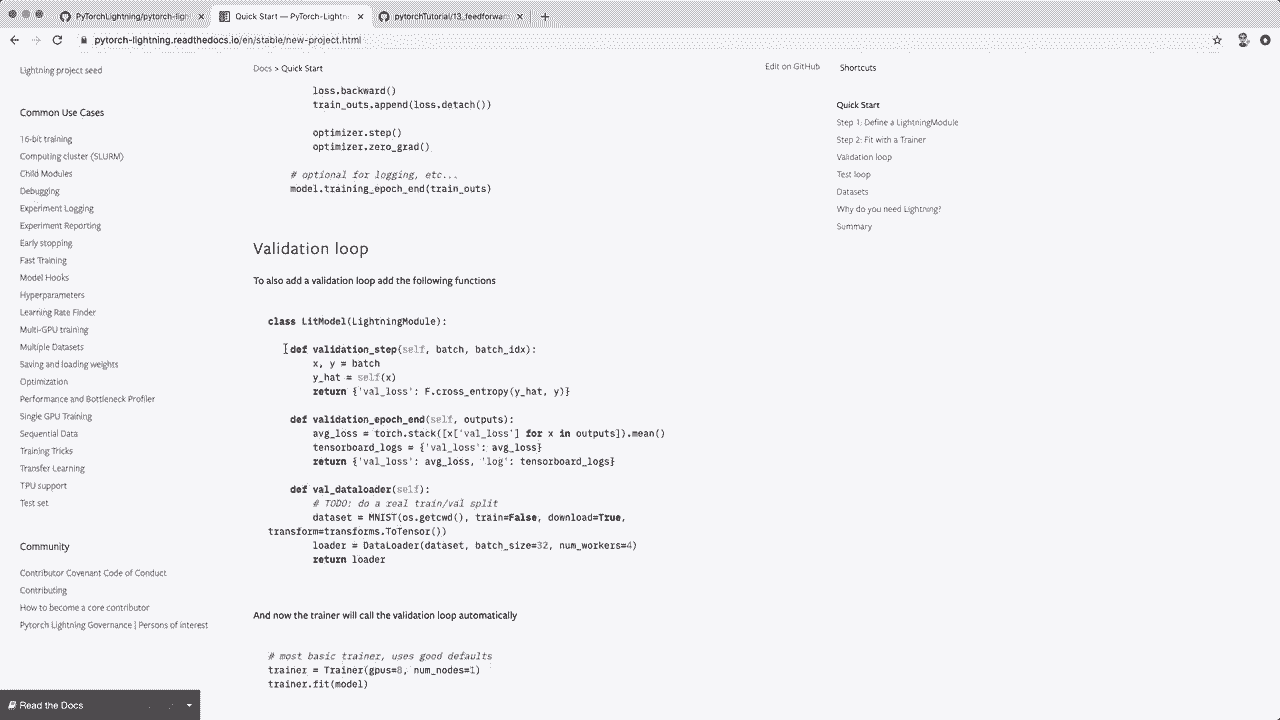 PyTorchLightning/pytorch-ligh
Quick Start — PyTorch-Lightn
pytorchTutorial/13_feedforwar
pytorch-lightning.readthedocs.io/en/stable/new-project.html
Lightning project seed
Common Use Cases
16-bit training
Computing cluster (SLURM)
Child Modules
Debugging
Experiment Logging
Experiment Reporting
Early stopping
Fast Training
Model Hooks
Hyperparameters
Learning Rate Finder
Multi-GPU training
Multiple Datasets
Saving and loading weights
Optimization
Performance and Bottleneck Profiler
Single GPU Training
Sequential Data
Training Tricks
Transfer Learning
TPU support
Test set
Community
Contributor Covenant Code of Conduct
Contributing
How to become a core contributor
Pytorch Lightning Governance | Persons of interest
Read the Docs
Docs > Quick Start
Edit on GitHub
loss.backward()
train_outs.append(loss.detach())
optimizer.step()
optimizer.zero_grad()
# optional for logging, etc...
model.training_epoch_end(train_outs)
Validation loop
To also add a validation loop add the following functions
class LitModel(LightningModule):
def validation_step(self, batch, batch_idx):
x, y = batch
y_hat = self(x)
return {'val_loss': F.cross_entropy(y_hat, y)}
def validation_epoch_end(self, outputs):
avg_loss = torch.stack([x['val_loss'] for x in outputs]).mean()
tensorboard_logs = {'val_loss': avg_loss}
return {'val_loss': avg_loss, 'log': tensorboard_logs}
def val_dataloader(self):
# TODO: do a real train/val split
dataset = MNIST(os.getcwd(), train=False, download=True,
transform=transforms.ToTensor())
loader = DataLoader(dataset, batch_size=32, num_workers=4)
return loader
And now the trainer will call the validation loop automatically
# most basic trainer, uses good defaults
trainer = Trainer(gpus=8, num_nodes=1)
trainer.fit(model)
Shortcuts
Quick Start
Step 1: Define a LightningModule
Step 2: Fit with a Trainer
Validation loop
Test loop
Datasets
Why do you need Lightning?
Summary